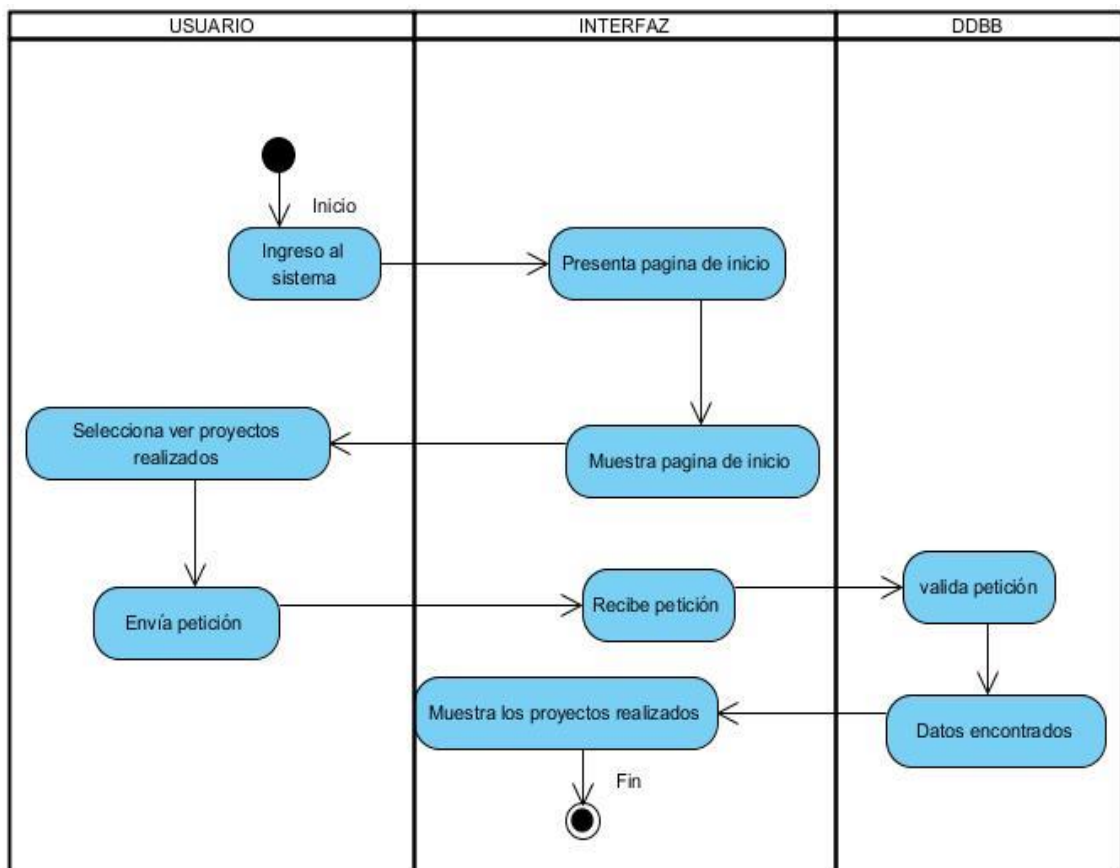 USUARIO
INTERFAZ
DDBB
Inicio
Ingreso al
sistema
Presenta pagina de inicio
Selecciona ver proyectos
realizados
Muestra pagina de inicio
Envía petición
Recibe petición
valida petición
Muestra los proyectos realizados
Datos encontrados
Fin